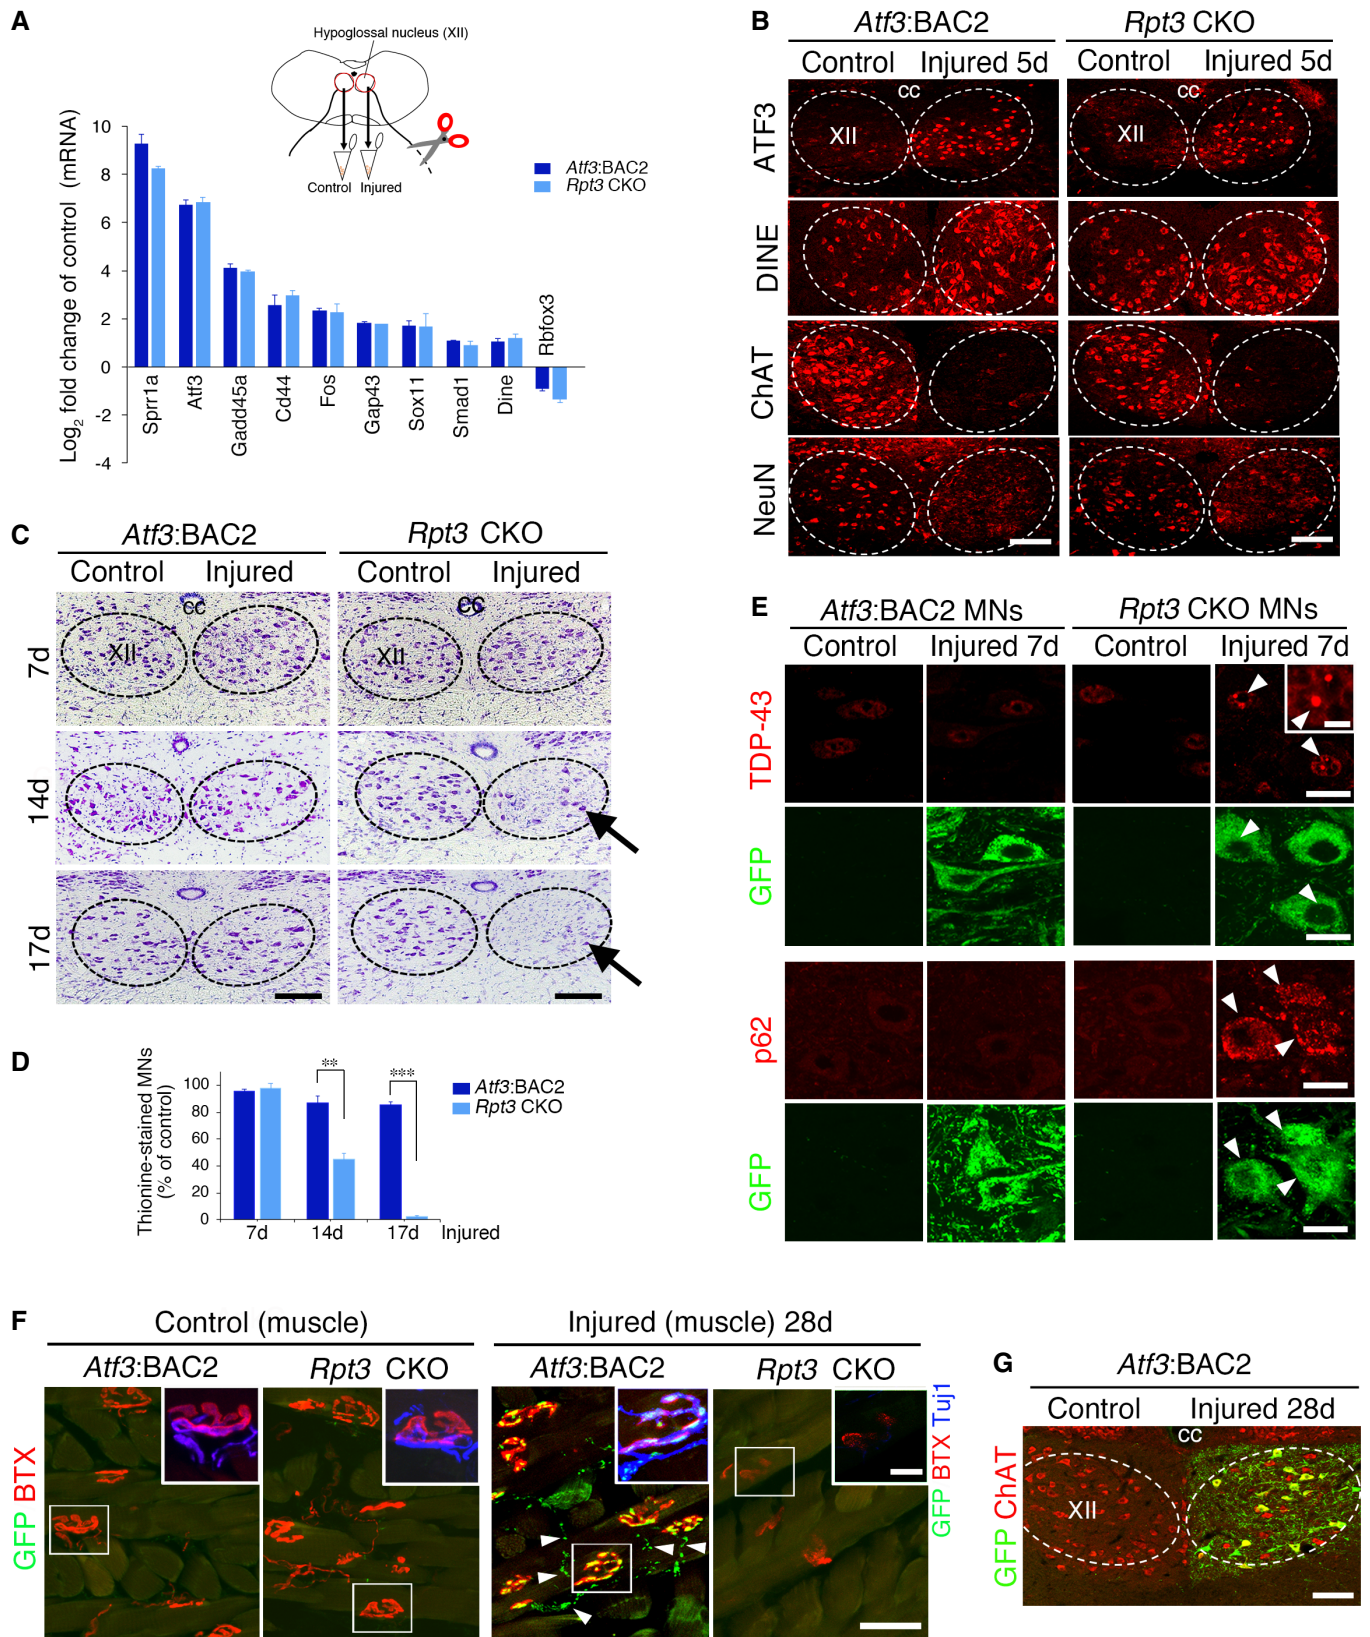 A
Hypoglossal nucleus (XII)
Control Injured
Atf3:BAC2
Rpt3 CKO
Log2 fold change of control (mRNA)
10
8
6
4
2
0
-2
-4
Sprr1a
Atf3
Gadd45a
Cd44
Fos
Gap43
Sox11
Smad1
Dine
Rbfox3
B
Atf3:BAC2 Rpt3 CKO
Control Injured 5d Control Injured 5d
cc cc
ATF3
XII XII
DINE
ChAT
NeuN
C
Atf3:BAC2 Rpt3 CKO
Control Injured Control Injured
cc cc
7d
XII XII
14d
17d
D
Thionine-stained MNs
(% of control)
100
80
60
40
20
0
** ***
Atf3:BAC2
Rpt3 CKO
7d 14d 17d Injured
E
Atf3:BAC2 MNs Rpt3 CKO MNs
Control Injured 7d Control Injured 7d
TDP-43
GFP
p62
GFP
F
Control (muscle) Injured (muscle) 28d
Atf3:BAC2 Rpt3 CKO Atf3:BAC2 Rpt3 CKO
GFP BTX
GFP BTX Tuj1
G
Atf3:BAC2
Control Injured 28d
cc
XII
GFP ChAT